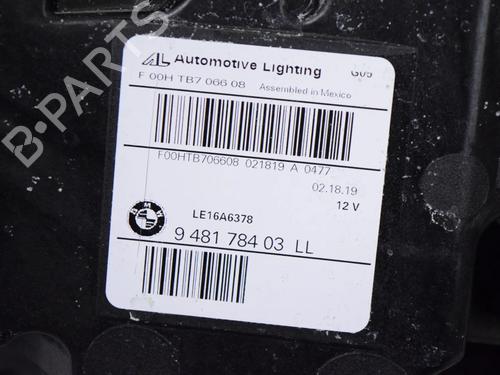 AL Automotive Lighting G05
F 00H TB7 066 08 Assembled in Mexico
F00HTB706608 021819 A 0477
02.18.19
12 V
LE16A6378
BMW
9 481 784 03 LL
B-PARTS